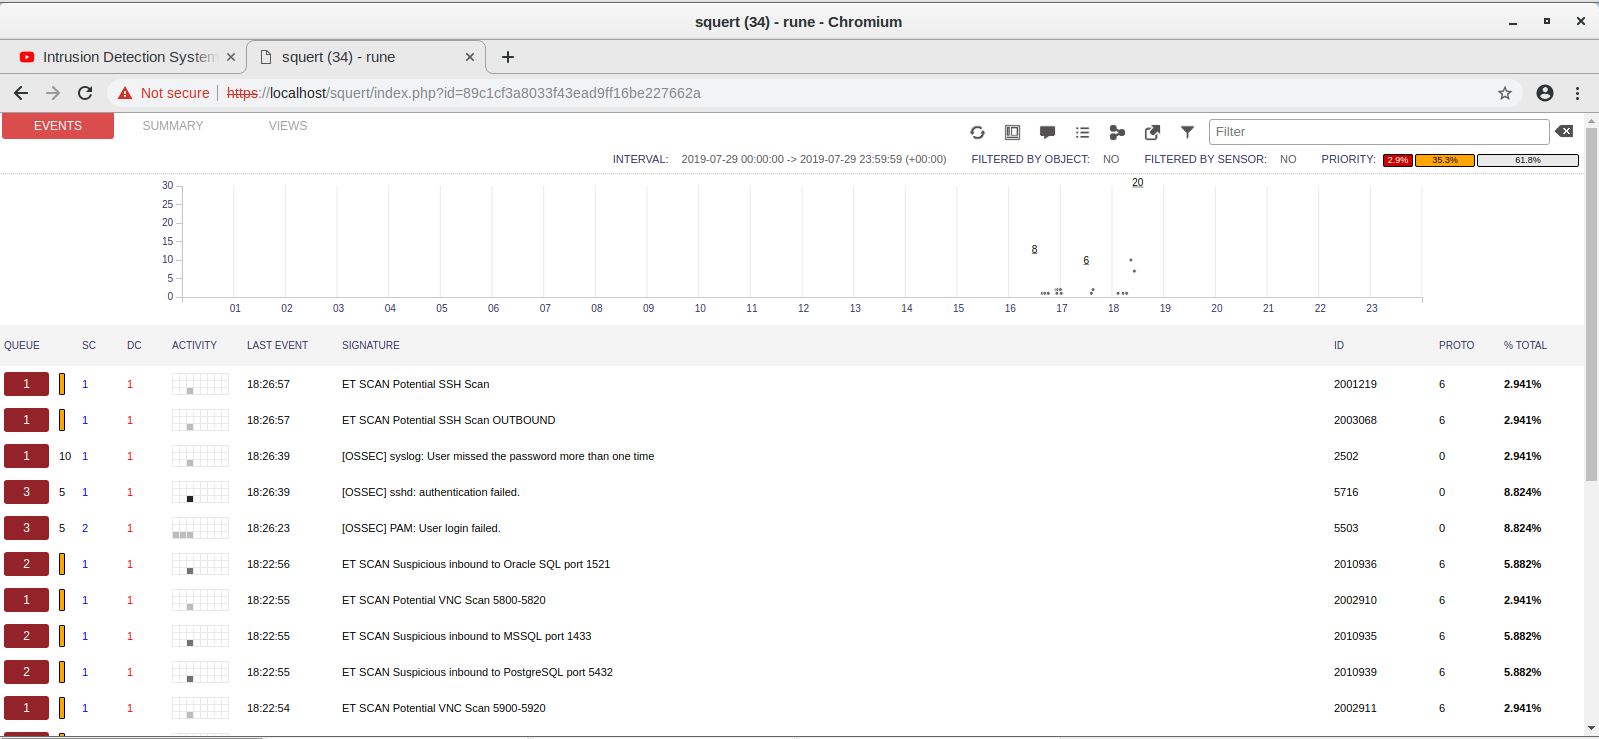 squert (34) - rune - Chromium
Intrusion Detection System squert (34) - rune
Not secure https://localhost/squert/index.php?id=89c1cf3a8033f43ead9ff16be227662a
EVENTS SUMMARY VIEWS Filter
INTERVAL: 2019-07-29 00:00:00 -> 2019-07-29 23:59:59 (+00:00) FILTERED BY OBJECT: NO FILTERED BY SENSOR: NO PRIORITY: 2.9% 35.3% 61.8%
20
30
25
20
15
8
10
6
5
0
01 02 03 04 05 06 07 08 09 10 11 12 13 14 15 16 17 18 19 20 21 22 23
QUEUE SC DC ACTIVITY LAST EVENT SIGNATURE ID PROTO % TOTAL
1 1 1 18:26:57 ET SCAN Potential SSH Scan 2001219 6 2.941%
1 1 1 18:26:57 ET SCAN Potential SSH Scan OUTBOUND 2003068 6 2.941%
1 10 1 1 18:26:39 [OSSEC] syslog: User missed the password more than one time 2502 0 2.941%
3 5 1 1 18:26:39 [OSSEC] sshd: authentication failed. 5716 0 8.824%
3 5 2 1 18:26:23 [OSSEC] PAM: User login failed. 5503 0 8.824%
2 1 1 18:22:56 ET SCAN Suspicious inbound to Oracle SQL port 1521 2010936 6 5.882%
1 1 1 18:22:55 ET SCAN Potential VNC Scan 5800-5820 2002910 6 2.941%
2 1 1 18:22:55 ET SCAN Suspicious inbound to MSSQL port 1433 2010935 6 5.882%
2 1 1 18:22:55 ET SCAN Suspicious inbound to PostgreSQL port 5432 2010939 6 5.882%
1 1 1 18:22:54 ET SCAN Potential VNC Scan 5900-5920 2002911 6 2.941%